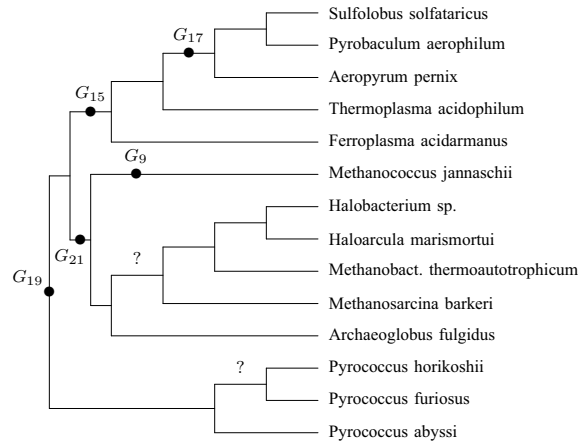 Sulfolobus solfataricus
G17
Pyrobaculum aerophilum
Aeropyrum pernix
G15
Thermoplasma acidophilum
Ferroplasma acidarmanus
G9
Methanococcus jannaschii
Halobacterium sp.
Haloarcula marismortui
G21
?
Methanobact. thermoautotrophicum
G19
Methanosarcina barkeri
Archaeoglobus fulgidus
?
Pyrococcus horikoshii
Pyrococcus furiosus
Pyrococcus abyssi